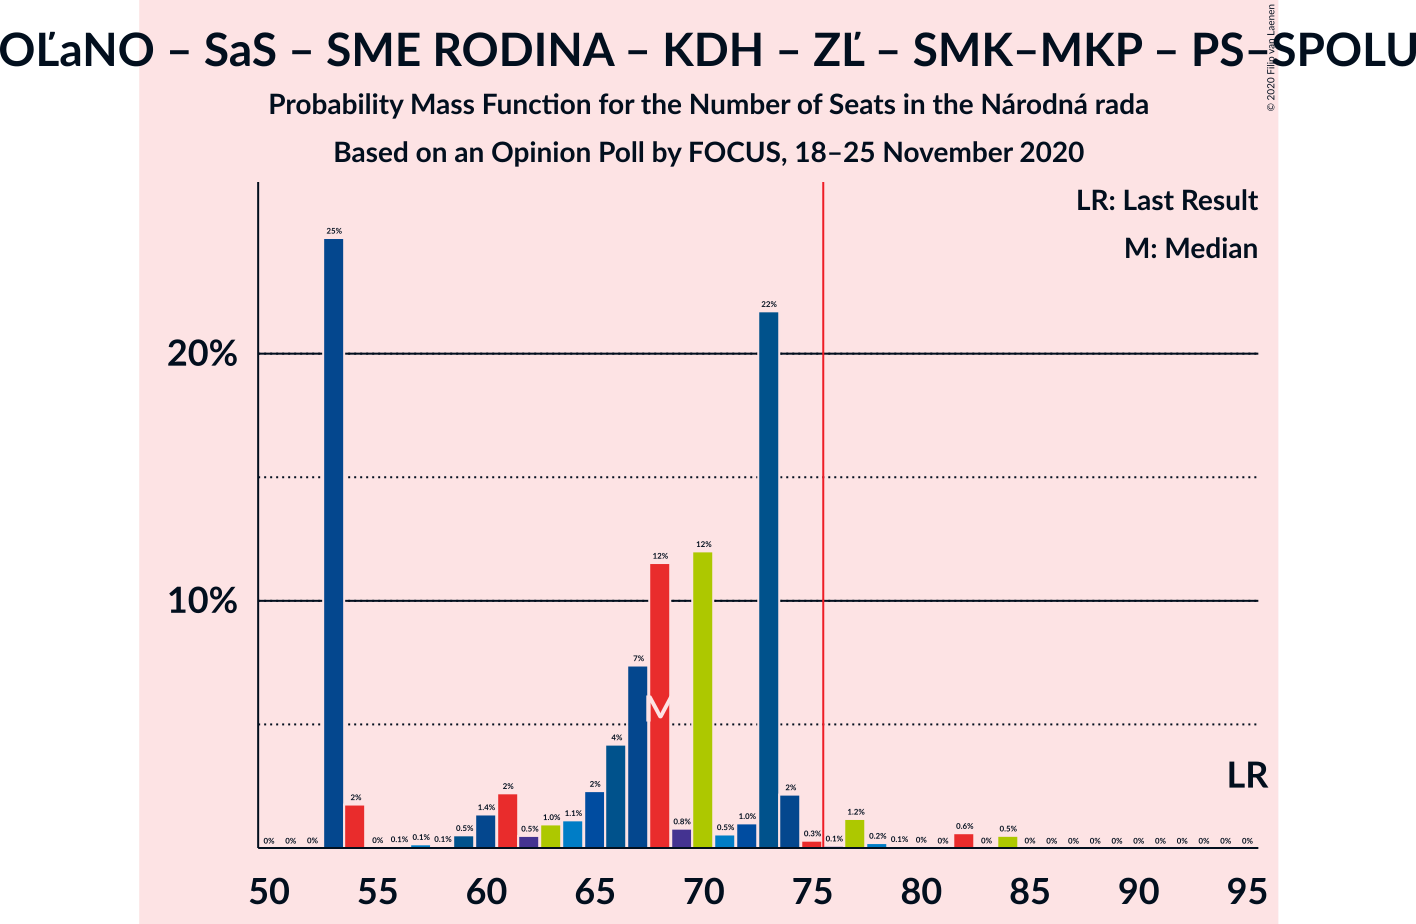 OĽaNO – SaS – SME RODINA – KDH – ZĽ – SMK–MKP – PS–SPOLU
© 2020 Filip van Laenen
Probability Mass Function for the Number of Seats in the Národná rada
Based on an Opinion Poll by FOCUS, 18–25 November 2020
LR: Last Result
M: Median
20%
10%
0% 0% 0% 25% 2% 0% 0.1% 0.1% 0.1% 0.5% 1.4% 2% 0.5% 1.0% 1.1% 2% 4% 7% 12% 0.8% 12% 0.5% 1.0% 22% 2% 0.3% 0.1% 1.2% 0.2% 0.1% 0% 0% 0.6% 0% 0.5% 0% 0% 0% 0% 0% 0% 0% 0% 0% 0% 0%
M
LR
50 55 60 65 70 75 80 85 90 95